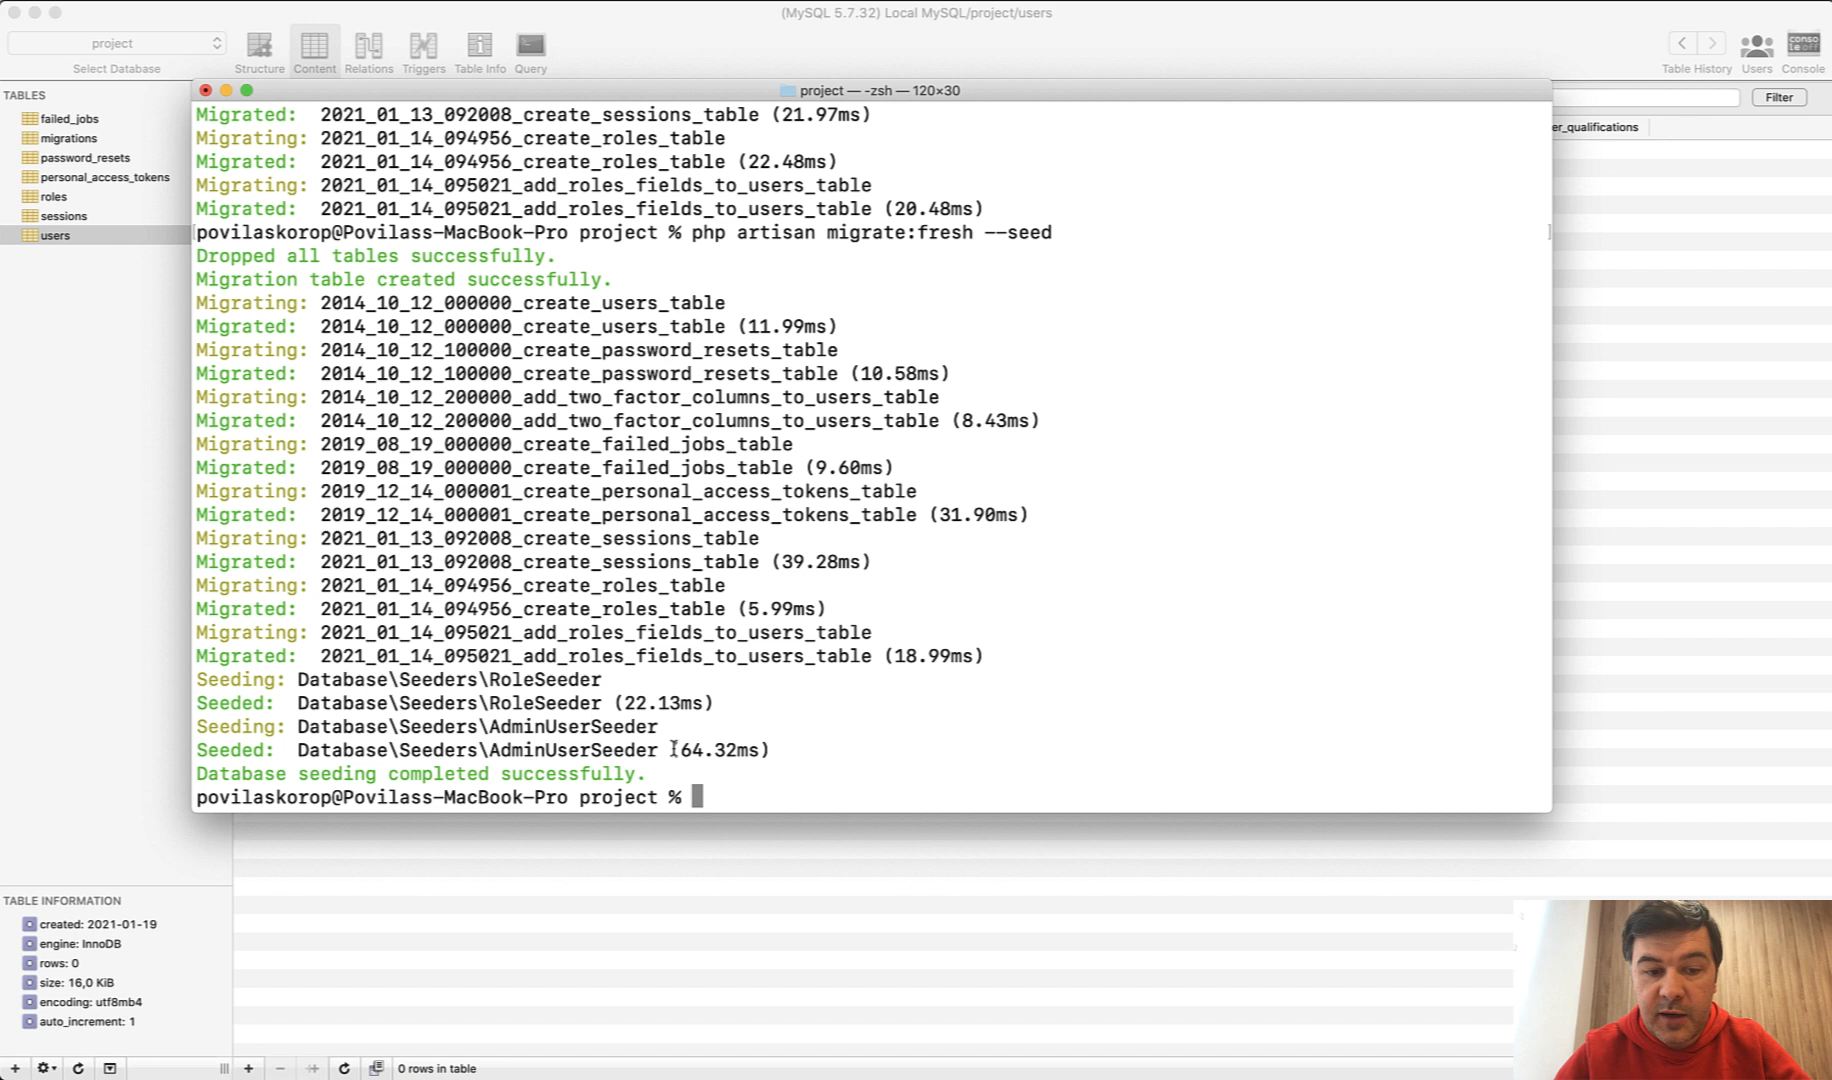 (MySQL 5.7.32) Local MySQL/project/users
project
Select Database
Structure
Content
Relations
Triggers
Table Info
Query
Table History
Users
conso
le off
Console
TABLES
failed_jobs
migrations
password_resets
personal_access_tokens
roles
sessions
users
Filter
er_qualifications
project — -zsh — 120×30
Migrated: 2021_01_13_092008_create_sessions_table (21.97ms)
Migrating: 2021_01_14_094956_create_roles_table
Migrated: 2021_01_14_094956_create_roles_table (22.48ms)
Migrating: 2021_01_14_095021_add_roles_fields_to_users_table
Migrated: 2021_01_14_095021_add_roles_fields_to_users_table (20.48ms)
povilaskorop@Povilass-MacBook-Pro project % php artisan migrate:fresh --seed
Dropped all tables successfully.
Migration table created successfully.
Migrating: 2014_10_12_000000_create_users_table
Migrated: 2014_10_12_000000_create_users_table (11.99ms)
Migrating: 2014_10_12_100000_create_password_resets_table
Migrated: 2014_10_12_100000_create_password_resets_table (10.58ms)
Migrating: 2014_10_12_200000_add_two_factor_columns_to_users_table
Migrated: 2014_10_12_200000_add_two_factor_columns_to_users_table (8.43ms)
Migrating: 2019_08_19_000000_create_failed_jobs_table
Migrated: 2019_08_19_000000_create_failed_jobs_table (9.60ms)
Migrating: 2019_12_14_000001_create_personal_access_tokens_table
Migrated: 2019_12_14_000001_create_personal_access_tokens_table (31.90ms)
Migrating: 2021_01_13_092008_create_sessions_table
Migrated: 2021_01_13_092008_create_sessions_table (39.28ms)
Migrating: 2021_01_14_094956_create_roles_table
Migrated: 2021_01_14_094956_create_roles_table (5.99ms)
Migrating: 2021_01_14_095021_add_roles_fields_to_users_table
Migrated: 2021_01_14_095021_add_roles_fields_to_users_table (18.99ms)
Seeding: Database\Seeders\RoleSeeder
Seeded: Database\Seeders\RoleSeeder (22.13ms)
Seeding: Database\Seeders\AdminUserSeeder
Seeded: Database\Seeders\AdminUserSeeder (64.32ms)
Database seeding completed successfully.
povilaskorop@Povilass-MacBook-Pro project %
TABLE INFORMATION
created: 2021-01-19
engine: InnoDB
rows: 0
size: 16,0 KiB
encoding: utf8mb4
auto_increment: 1
0 rows in table